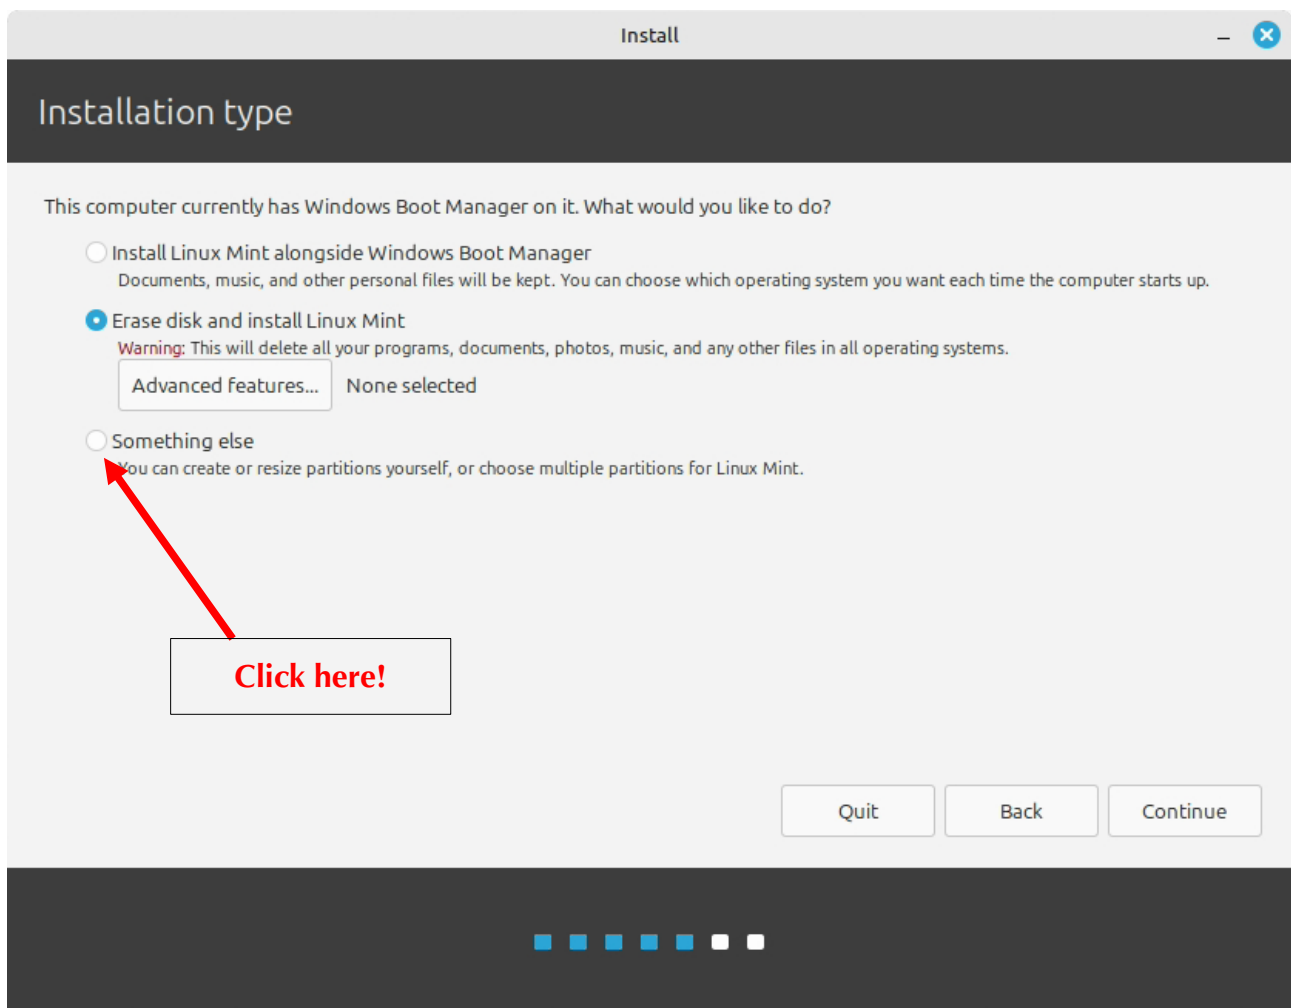 Install
Installation type
This computer currently has Windows Boot Manager on it. What would you like to do?
Install Linux Mint alongside Windows Boot Manager
Documents, music, and other personal files will be kept. You can choose which operating system you want each time the computer starts up.
Erase disk and install Linux Mint
Warning: This will delete all your programs, documents, photos, music, and any other files in all operating systems.
Advanced features... None selected
Something else
You can create or resize partitions yourself, or choose multiple partitions for Linux Mint.
Click here!
Quit Back Continue